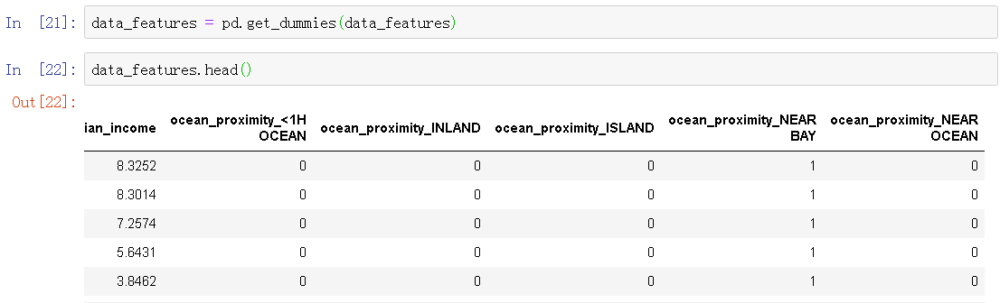 In [21]: data_features = pd.get_dummies(data_features)
In [22]: data_features.head()
Out[22]:
ian_income ocean_proximity_<1H OCEAN ocean_proximity_INLAND ocean_proximity_ISLAND ocean_proximity_NEAR BAY ocean_proximity_NEAR OCEAN
8.3252 0 0 0 1 0
8.3014 0 0 0 1 0
7.2574 0 0 0 1 0
5.6431 0 0 0 1 0
3.8462 0 0 0 1 0